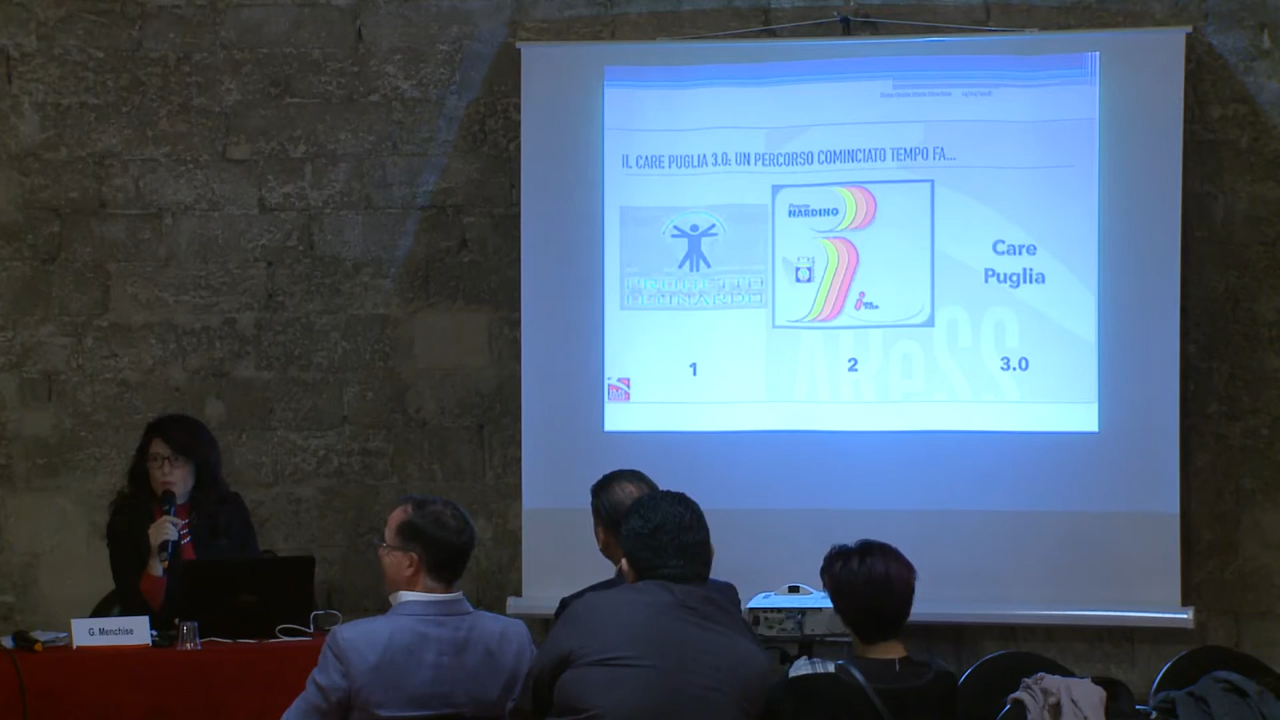 IL CARE PUGLIA 3.0: UN PERCORSO COMINCIATO TEMPO FA...
PROGETTO
LEONARDO
Progetto
NARDINO
Care
Puglia
1
2
3.0
AReSS
G. Menchise